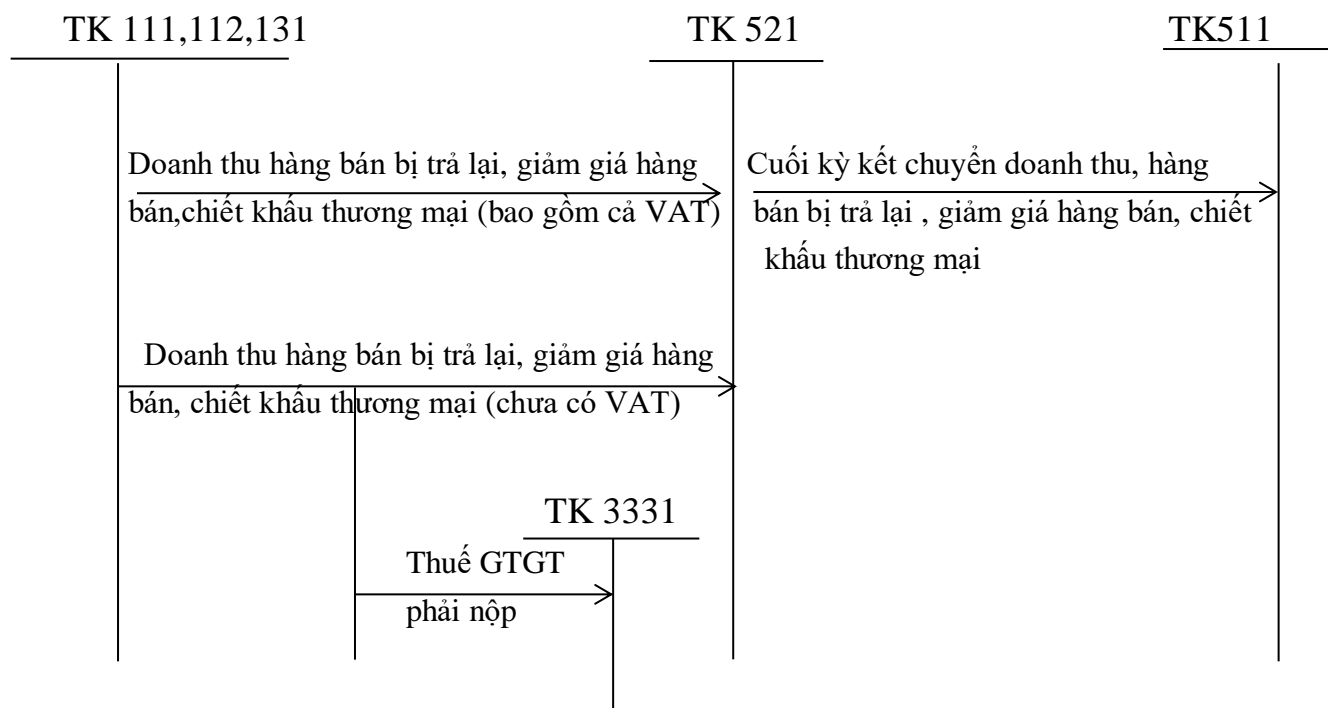 TK 111,112,131
TK 521
TK511
Doanh thu hàng bán bị trả lại, giảm giá hàng
bán,chiết khấu thương mại (bao gồm cả VAT)
Cuối kỳ kết chuyển doanh thu, hàng
bán bị trả lại , giảm giá hàng bán, chiết
khấu thương mại
Doanh thu hàng bán bị trả lại, giảm giá hàng
bán, chiết khấu thương mại (chưa có VAT)
TK 3331
Thuế GTGT
phải nộp